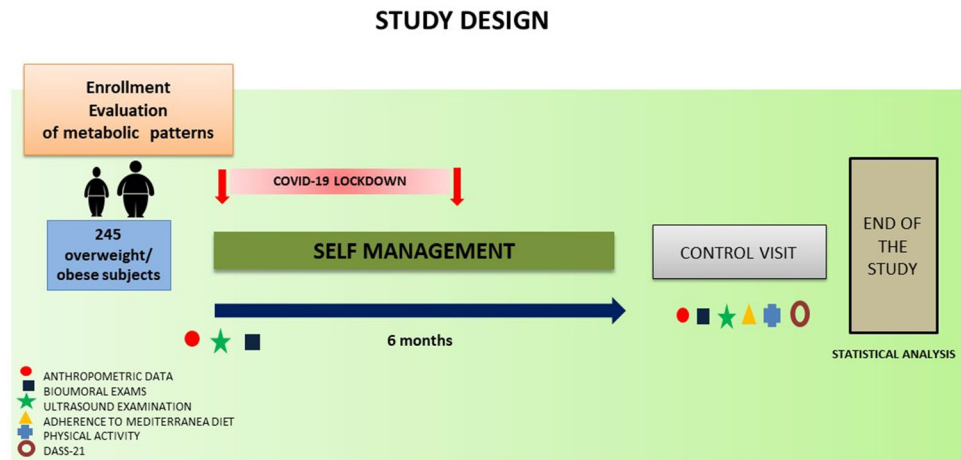 STUDY DESIGN
Enrollment
Evaluation
of metabolic patterns
COVID-19 LOCKDOWN
245
overweight/
obese subjects
SELF MANAGEMENT
CONTROL VISIT
END OF
THE
STUDY
6 months
STATISTICAL ANALYSIS
ANTHROPOMETRIC DATA
BIOUMORAL EXAMS
ULTRASOUND EXAMINATION
ADHERENCE TO MEDITERRANEA DIET
PHYSICAL ACTIVITY
DASS-21